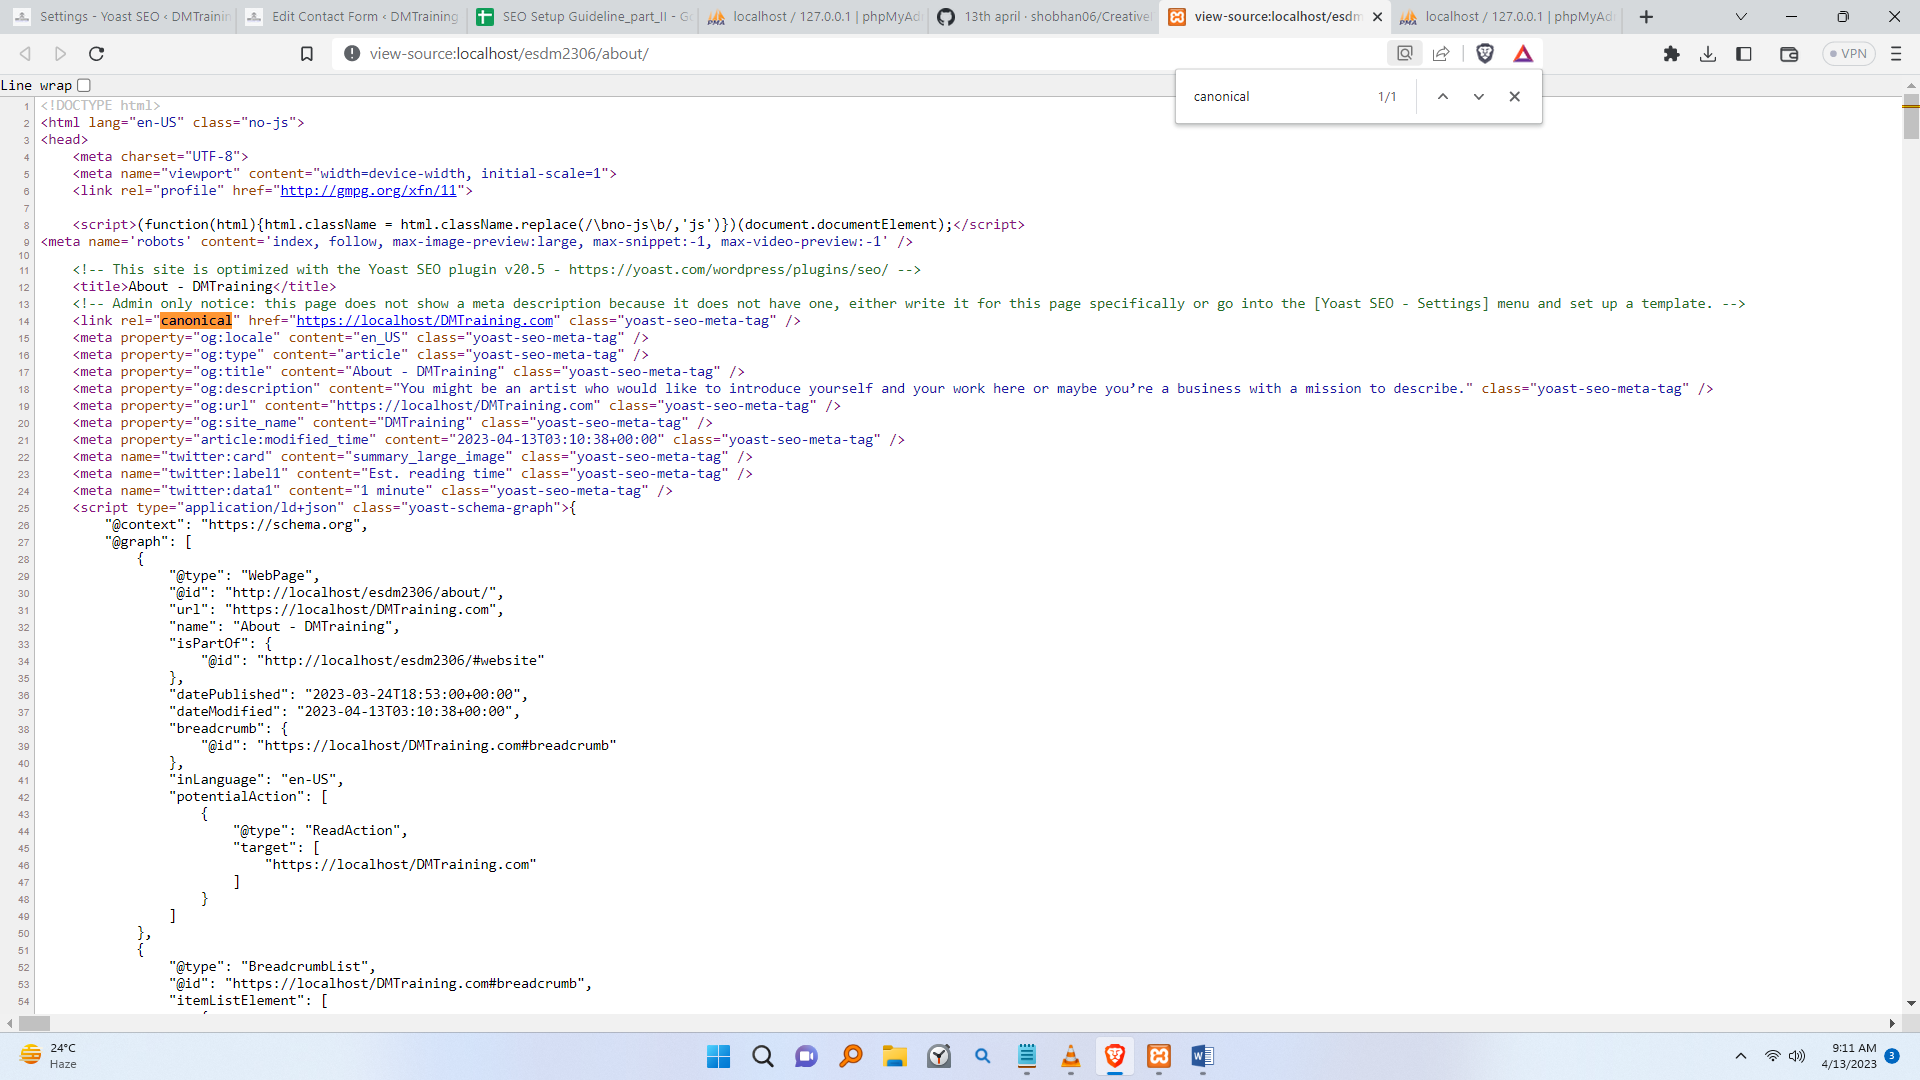 Settings - Yoast SEO ‹ DMTrainin
Edit Contact Form ‹ DMTraining
SEO Setup Guideline_part_II - Go
localhost / 127.0.0.1 | phpMyAd
13th april · shobhan06/Creative
view-source:localhost/esdm
localhost / 127.0.0.1 | phpMyAd
view-source:localhost/esdm2306/about/
VPN
Line wrap
canonical 1/1
1 <!DOCTYPE html>
2 <html lang="en-US" class="no-js">
3 <head>
4 <meta charset="UTF-8">
5 <meta name="viewport" content="width=device-width, initial-scale=1">
6 <link rel="profile" href="http://gmpg.org/xfn/11">
7
8 <script>(function(html){html.className = html.className.replace(/\bno-js\b/,'js')})(document.documentElement);</script>
9 <meta name='robots' content='index, follow, max-image-preview:large, max-snippet:-1, max-video-preview:-1' />
10
11 <!-- This site is optimized with the Yoast SEO plugin v20.5 - https://yoast.com/wordpress/plugins/seo/ -->
12 <title>About - DMTraining</title>
13 <!-- Admin only notice: this page does not show a meta description because it does not have one, either write it for this page specifically or go into the [Yoast SEO - Settings] menu and set up a template. -->
14 <link rel="canonical" href="https://localhost/DMTraining.com" class="yoast-seo-meta-tag" />
15 <meta property="og:locale" content="en_US" class="yoast-seo-meta-tag" />
16 <meta property="og:type" content="article" class="yoast-seo-meta-tag" />
17 <meta property="og:title" content="About - DMTraining" class="yoast-seo-meta-tag" />
18 <meta property="og:description" content="You might be an artist who would like to introduce yourself and your work here or maybe you’re a business with a mission to describe." class="yoast-seo-meta-tag" />
19 <meta property="og:url" content="https://localhost/DMTraining.com" class="yoast-seo-meta-tag" />
20 <meta property="og:site_name" content="DMTraining" class="yoast-seo-meta-tag" />
21 <meta property="article:modified_time" content="2023-04-13T03:10:38+00:00" class="yoast-seo-meta-tag" />
22 <meta name="twitter:card" content="summary_large_image" class="yoast-seo-meta-tag" />
23 <meta name="twitter:label1" content="Est. reading time" class="yoast-seo-meta-tag" />
24 <meta name="twitter:data1" content="1 minute" class="yoast-seo-meta-tag" />
25 <script type="application/ld+json" class="yoast-schema-graph">{
26 "@context": "https://schema.org",
27 "@graph": [
28 {
29 "@type": "WebPage",
30 "@id": "http://localhost/esdm2306/about/",
31 "url": "https://localhost/DMTraining.com",
32 "name": "About - DMTraining",
33 "isPartOf": {
34 "@id": "http://localhost/esdm2306/#website"
35 },
36 "datePublished": "2023-03-24T18:53:00+00:00",
37 "dateModified": "2023-04-13T03:10:38+00:00",
38 "breadcrumb": {
39 "@id": "https://localhost/DMTraining.com#breadcrumb"
40 },
41 "inLanguage": "en-US",
42 "potentialAction": [
43 {
44 "@type": "ReadAction",
45 "target": [
46 "https://localhost/DMTraining.com"
47 ]
48 }
49 ]
50 },
51 {
52 "@type": "BreadcrumbList",
53 "@id": "https://localhost/DMTraining.com#breadcrumb",
54 "itemListElement": [
24°C
Haze
9:11 AM
4/13/2023
3